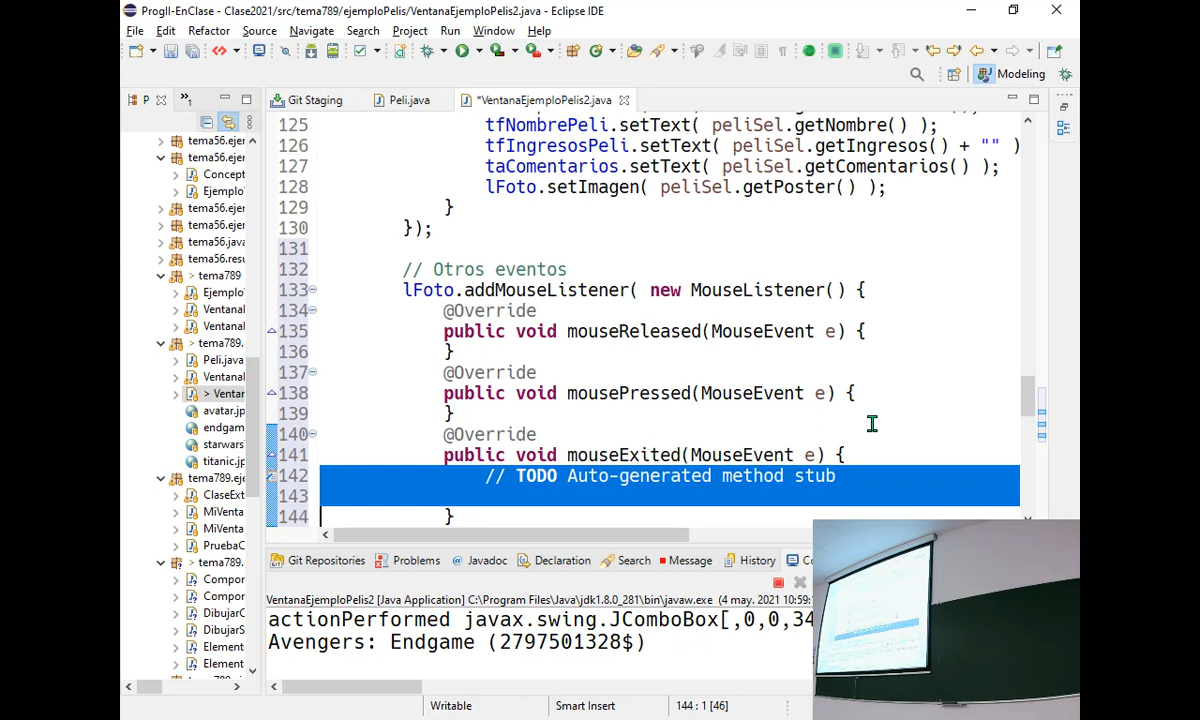 ProgII-EnClase - Clase2021/src/tema789/ejemploPelis/VentanaEjemploPelis2.java - Eclipse IDE
File Edit Refactor Source Navigate Search Project Run Window Help
Modeling
P
»1
Git Staging Peli.java *VentanaEjemploPelis2.java
tema56.ejer
tema56.ejer
Concept
Ejemplo
tema56.ejer
tema56.ejer
tema56.java
tema56.resu
> tema789
Ejemplo
Ventana
Ventana
> tema789.
Peli.java
Ventana
> Ventar
avatar.jp
endgam
starwars
titanic.jp
tema789.eje
ClaseExt
MiVenta
MiVenta
PruebaC
> tema789.
Compor
Compor
DibujarC
DibujarS
Element
Element
125 tfNombrePeli.setText( peliSel.getNombre() );
126 tfIngresosPeli.setText( peliSel.getIngresos() + "" )
127 taComentarios.setText( peliSel.getComentarios() );
128 lFoto.setImagen( peliSel.getPoster() );
129 }
130 });
131
132 // Otros eventos
133 lFoto.addMouseListener( new MouseListener() {
134 @Override
135 public void mouseReleased(MouseEvent e) {
136 }
137 @Override
138 public void mousePressed(MouseEvent e) {
139 }
140 @Override
141 public void mouseExited(MouseEvent e) {
142 // TODO Auto-generated method stub
143
144 }
Git Repositories Problems Javadoc Declaration Search Message History Co
VentanaEjemploPelis2 [Java Application] C:\Program Files\Java\jdk1.8.0_281\bin\javaw.exe (4 may. 2021 10:59:1
actionPerformed javax.swing.JComboBox[,0,0,34
Avengers: Endgame (2797501328$)
Writable Smart Insert 144 : 1 [46]